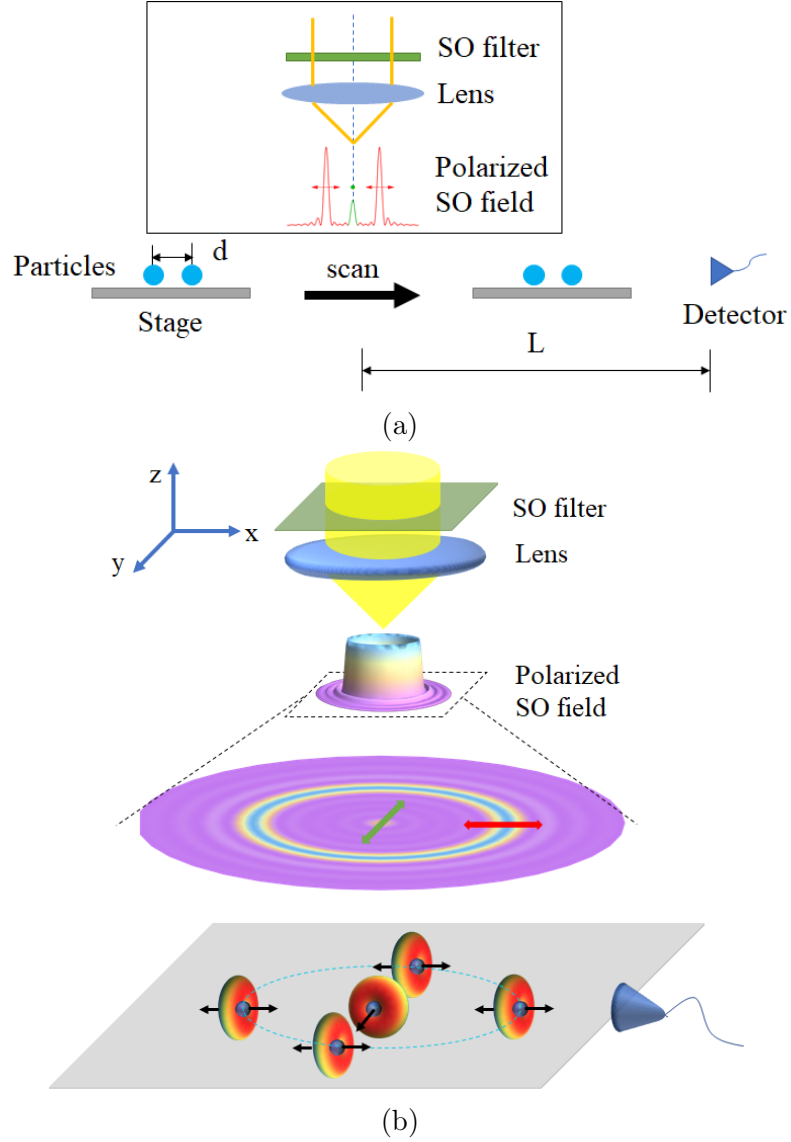 SO filter
Lens
Polarized
SO field
d
Particles
scan
Stage
Detector
L
(a)
z
x
y
SO filter
Lens
Polarized
SO field
(b)